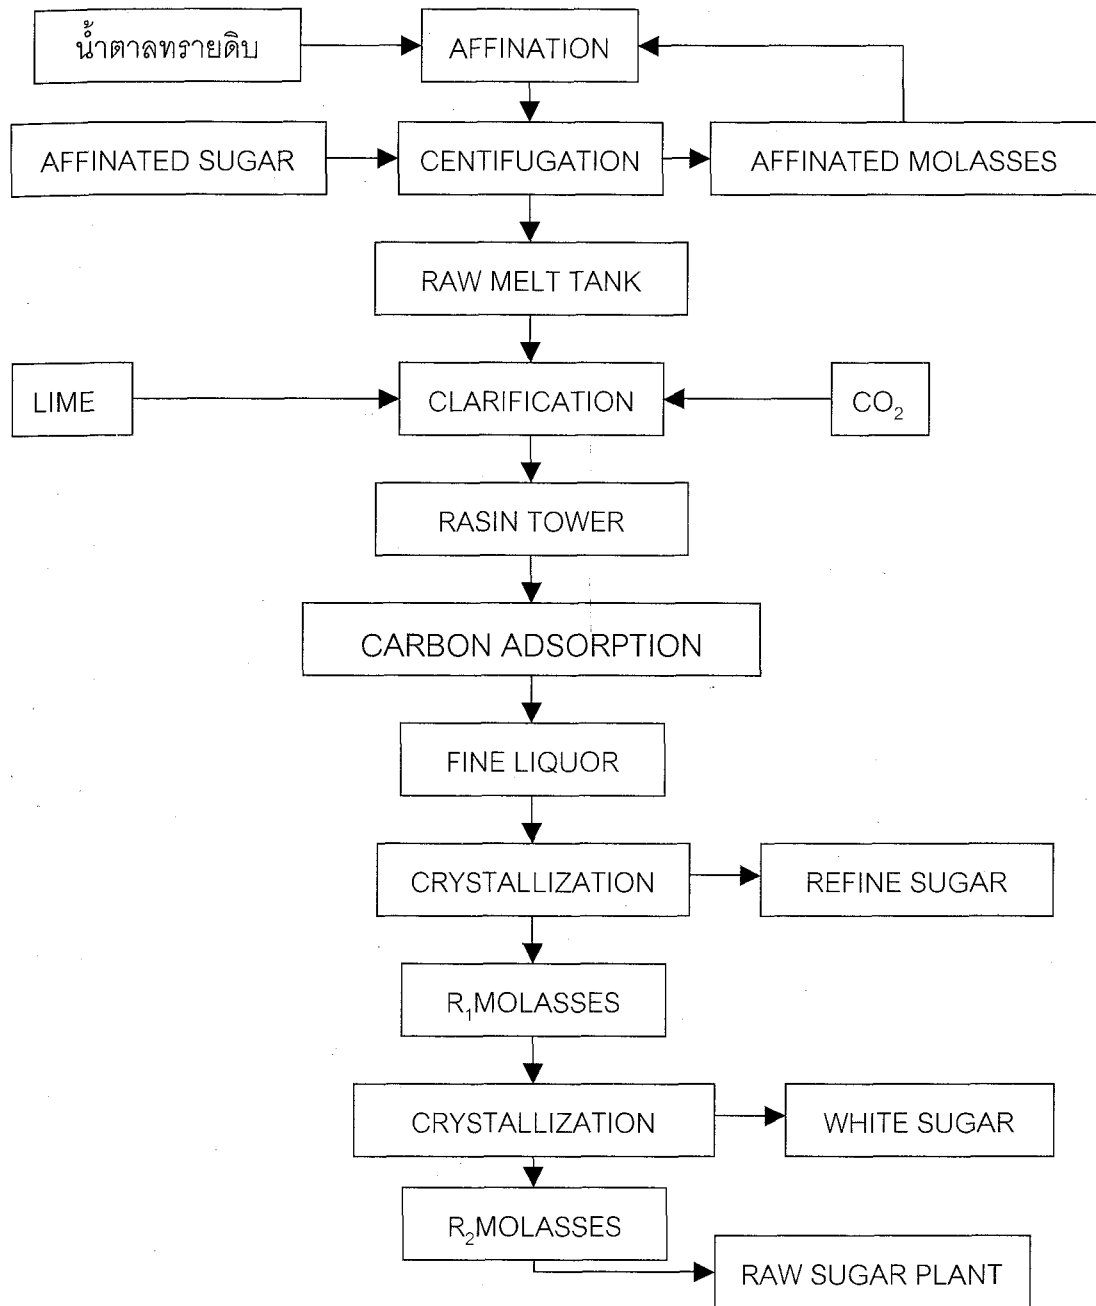 น้ำตาลทรายดิบ
AFFINATION
AFFINATED SUGAR
CENTIFUGATION
AFFINATED MOLASSES
RAW MELT TANK
LIME
CLARIFICATION
CO₂
RASIN TOWER
CARBON ADSORPTION
FINE LIQUOR
CRYSTALLIZATION
REFINE SUGAR
R₁MOLASSES
CRYSTALLIZATION
WHITE SUGAR
R₂MOLASSES
RAW SUGAR PLANT